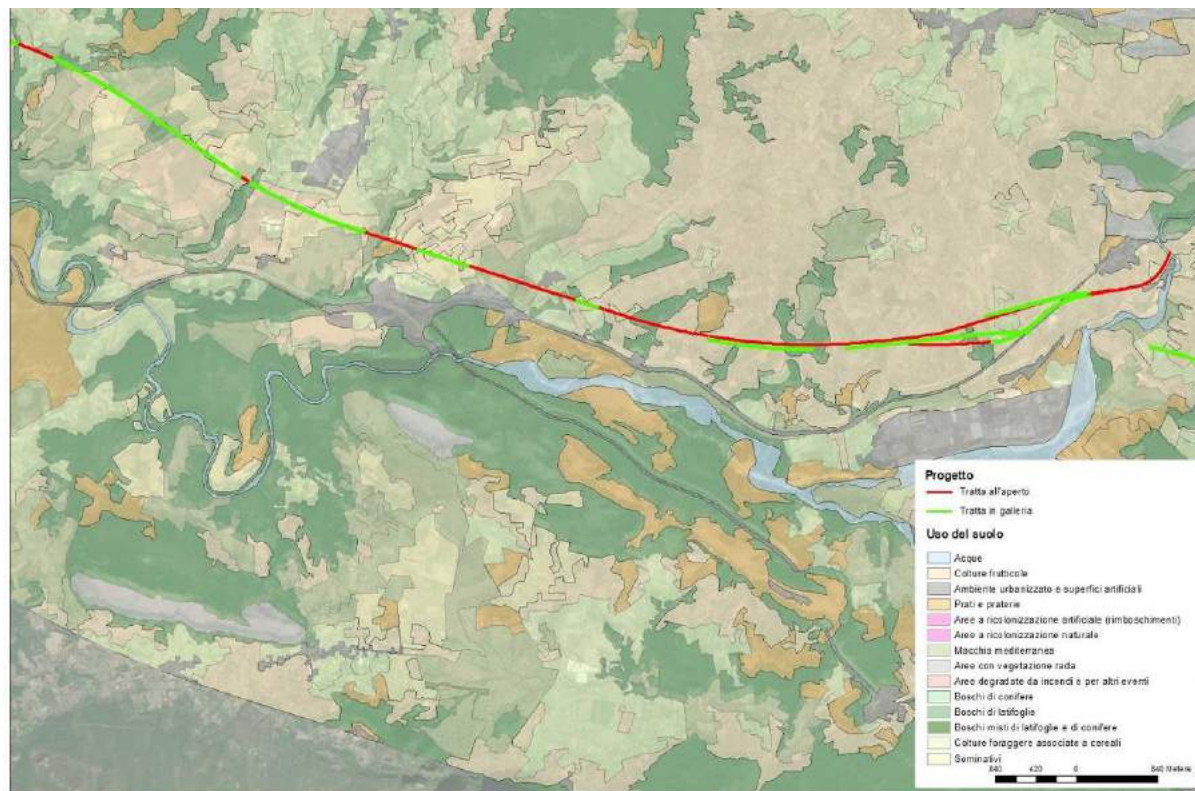 Progetto
Tratta all'aperto
Tratta in galleria
Uso del suolo
Acque
Colture fratticole
Ambiente urbanizzato e superfici artificiali
Prati e praterie
Aree a ricolonizzazione artificiale (rimboschimenti)
Aree a ricolonizzazione naturale
Macchia mediterranea
Aree con vegetazione rada
Aree degradate da incendi e per altri eventi
Boschi di conifere
Boschi di latifoglie
Boschi misti di latifoglie e di conifere
Colture foraggere associate a cereali
Seminativi
840 420 0 840 Meters